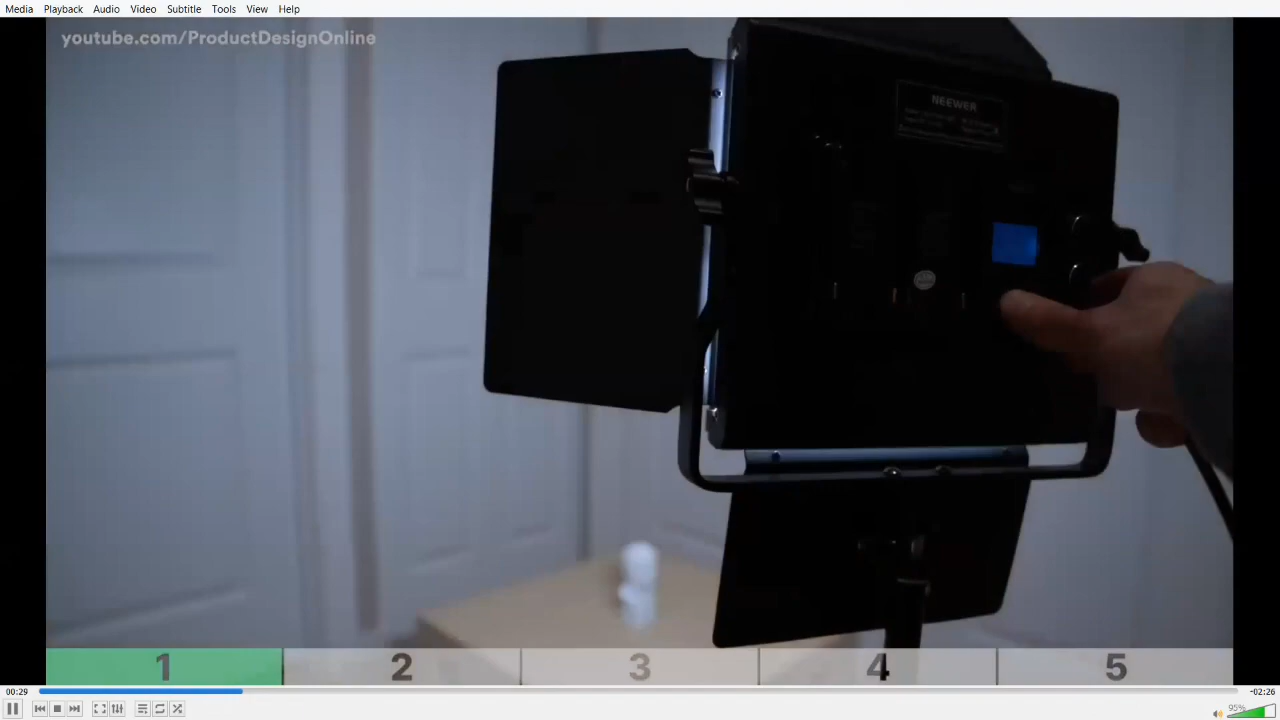 Media Playback Audio Video Subtitle Tools View Help
youtube.com/ProductDesignOnline
NEEWER
1 2 3 4 5
00:29 -02:26
95%